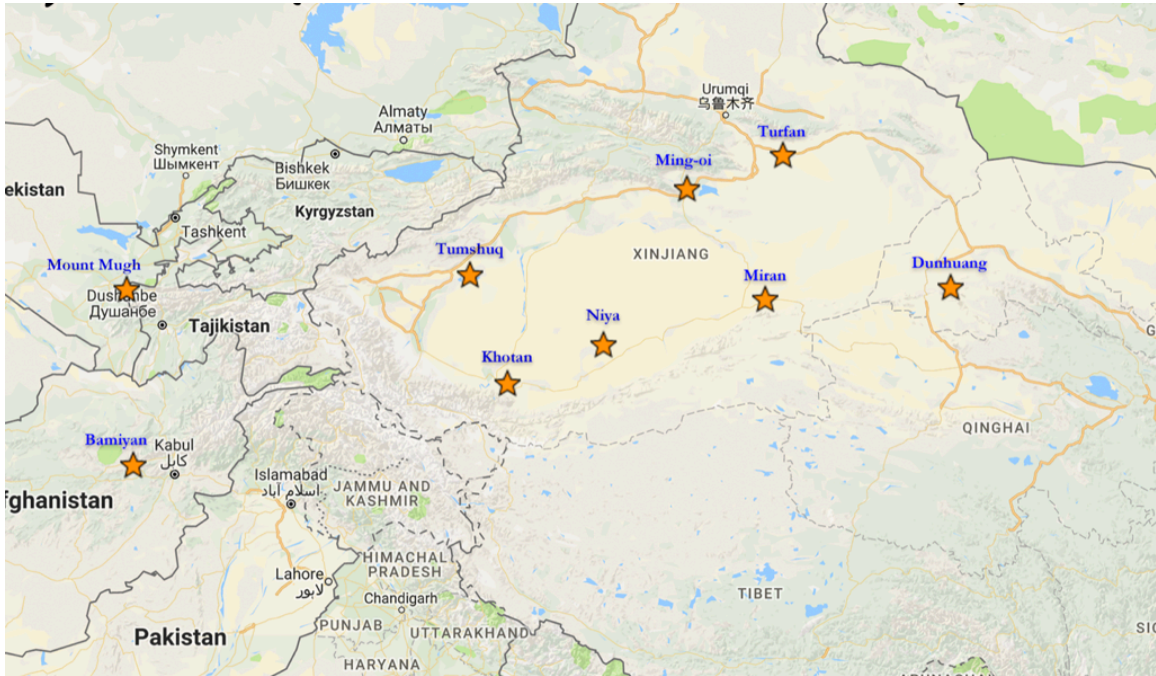 Urumqi
乌鲁木齐
Turfan
Almaty
Алматы
Shymkent
Шымкент
Ming-oi
Bishkek
Бишкек
ekistan
Kyrgyzstan
Tashkent
Tumshuq
XINJIANG
Mount Mugh
Miran
Dunhuang
Dushanbe
Душанбе
Tajikistan
Niya
Khotan
QINGHAI
Bamiyan
Kabul
كابل
Islamabad
اسلام آباد
JAMMU AND
KASHMIR
fghanistan
HIMACHAL
PRADESH
Lahore
لاہور
Chandigarh
TIBET
PUNJAB
UTTARAKHAND
Pakistan
SIC
HARYANA